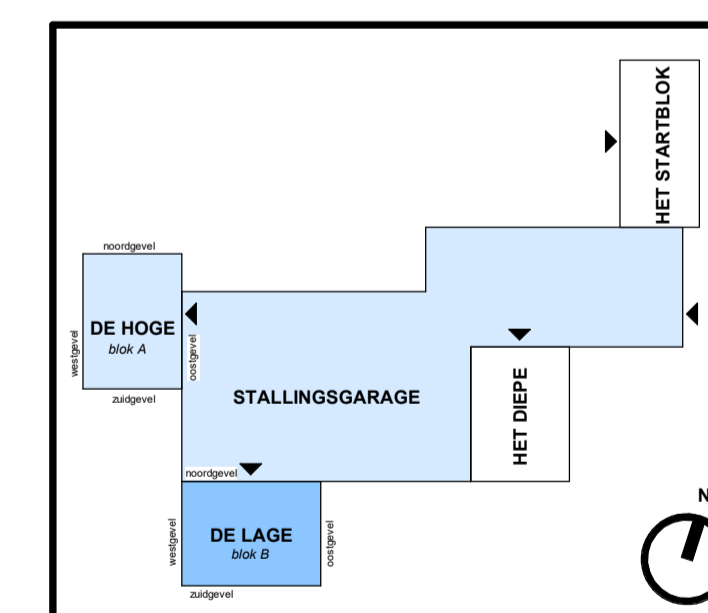 HET STARTBLOK
noordgevel
DE HOGE
blok A
westgevel
oostgevel
zuidgevel
STALLINGSGARAGE
HET DIEPE
noordgevel
DE LAGE
blok B
westgevel
oostgevel
zuidgevel
N